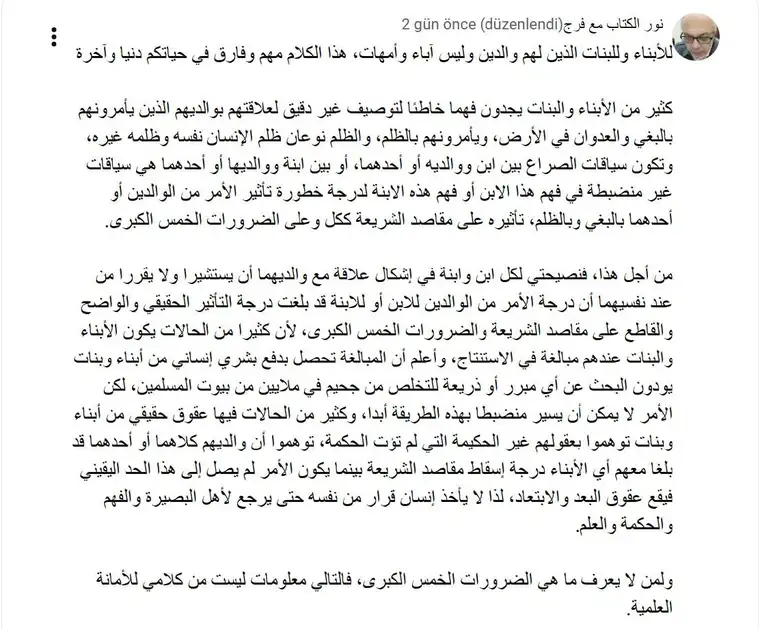 نور الكتاب مع فرج(düzenlendi) 2 gün önce
للأبناء وللبنات الذين لهم والدين وليس آباء وأمهات، هذا الكلام مهم وفارق في حياتكم دنيا وآخرة
كثير من الأبناء والبنات يجدون فهما خاطئا لتوصيف غير دقيق لعلاقتهم بوالديهم الذين يأمرونهم
بالبغي والعدوان في الأرض، ويأمرونهم بالظلم، والظلم نوعان ظلم الإنسان نفسه وظلمه غيره،
وتكون سياقات الصراع بين ابن ووالديه أو أحدهما، أو بين ابنة ووالديها أو أحدهما هي سياقات
غير منضبطة في فهم هذا الابن أو فهم هذه الابنة لدرجة خطورة تأثير الأمر من الوالدين أو
أحدهما بالبغي وبالظلم، تأثيره على مقاصد الشريعة ككل وعلى الضرورات الخمس الكبرى.
من أجل هذا، فنصيحتي لكل ابن وابنة في إشكال علاقة مع والديهما أن يستشيرا ولا يقررا من
عند نفسيهما أن درجة الأمر من الوالدين للابن أو للابنة قد بلغت درجة التأثير الحقيقي والواضح
والقاطع على مقاصد الشريعة والضرورات الخمس الكبرى، لأن كثيرا من الحالات يكون الأبناء
والبنات عندهم مبالغة في الاستنتاج، وأعلم أن المبالغة تحصل بدفع بشري إنساني من أبناء وبنات
يودون البحث عن أي مبرر أو ذريعة للتخلص من جحيم في ملايين من بيوت المسلمين، لكن
الأمر لا يمكن أن يسير منضبطا بهذه الطريقة أبدا، وكثير من الحالات فيها عقوق حقيقي من أبناء
وبنات توهموا بعقولهم غير الحكيمة التي لم تؤت الحكمة، توهموا أن والديهم كلاهما أو أحدهما قد
بلغا معهم أي الأبناء درجة إسقاط مقاصد الشريعة بينما يكون الأمر لم يصل إلى هذا الحد اليقيني
فيقع عقوق البعد والابتعاد، لذا لا يأخذ إنسان قرار من نفسه حتى يرجع لأهل البصيرة والفهم
والحكمة والعلم.
ولمن لا يعرف ما هي الضرورات الخمس الكبرى، فالتالي معلومات ليست من كلامي للأمانة
العلمية.